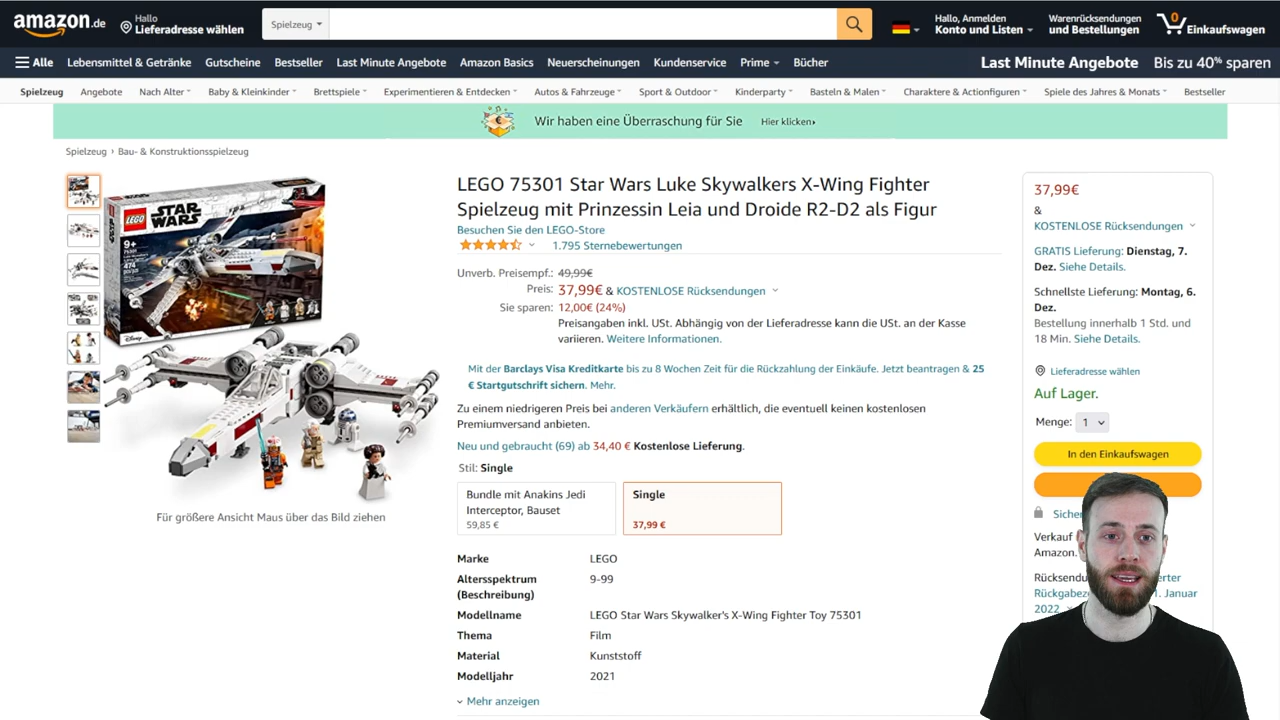 amazon.de
Hallo
Lieferadresse wählen
Spielzeug
Hallo, Anmelden
Konto und Listen
Warenrücksendungen
und Bestellungen
0
Einkaufswagen
Alle
Lebensmittel & Getränke
Gutscheine
Bestseller
Last Minute Angebote
Amazon Basics
Neuerscheinungen
Kundenservice
Prime
Bücher
Last Minute Angebote Bis zu 40% sparen
Spielzeug
Angebote
Nach Alter
Baby & Kleinkinder
Brettspiele
Experimentieren & Entdecken
Autos & Fahrzeuge
Sport & Outdoor
Kinderparty
Basteln & Malen
Charaktere & Actionfiguren
Spiele des Jahres & Monats
Bestseller
Wir haben eine Überraschung für Sie Hier klicken
Spielzeug › Bau- & Konstruktionsspielzeug
LEGO STAR WARS
9+
75301
474
Für größere Ansicht Maus über das Bild ziehen
LEGO 75301 Star Wars Luke Skywalkers X-Wing Fighter
Spielzeug mit Prinzessin Leia und Droide R2-D2 als Figur
Besuchen Sie den LEGO-Store
1.795 Sternebewertungen
Unverb. Preisempf.: 49,99€
Preis: 37,99€ & KOSTENLOSE Rücksendungen
Sie sparen: 12,00€ (24%)
Preisangaben inkl. USt. Abhängig von der Lieferadresse kann die USt. an der Kasse
variieren. Weitere Informationen.
Mit der Barclays Visa Kreditkarte bis zu 8 Wochen Zeit für die Rückzahlung der Einkäufe. Jetzt beantragen & 25
€ Startgutschrift sichern. Mehr.
Zu einem niedrigeren Preis bei anderen Verkäufern erhältlich, die eventuell keinen kostenlosen
Premiumversand anbieten.
Neu und gebraucht (69) ab 34,40 € Kostenlose Lieferung.
Stil: Single
Bundle mit Anakins Jedi
Interceptor, Bauset
59,85 €
Single
37,99 €
Marke LEGO
Altersspektrum 9-99
(Beschreibung)
Modellname LEGO Star Wars Skywalker's X-Wing Fighter Toy 75301
Thema Film
Material Kunststoff
Modelljahr 2021
Mehr anzeigen
37,99€
&
KOSTENLOSE Rücksendungen
GRATIS Lieferung: Dienstag, 7.
Dez. Siehe Details.
Schnellste Lieferung: Montag, 6.
Dez.
Bestellung innerhalb 1 Std. und
18 Min. Siehe Details.
Lieferadresse wählen
Auf Lager.
Menge: 1
In den Einkaufswagen
Verkauf
Amazon.
Rückgabe
1. Januar
2022